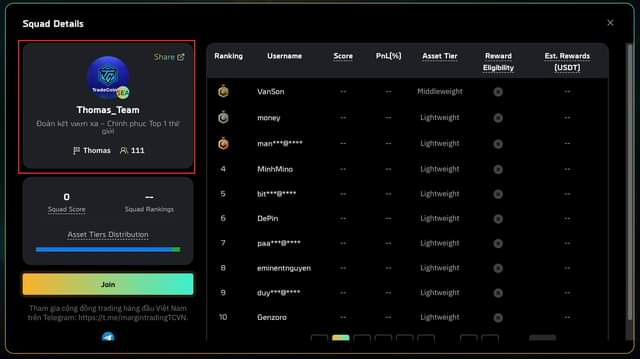 Squad Details
Share
TradeCoin
SEA
Thomas_Team
Đoàn kết vươn xa – Chinh phục Top 1 thế
giới
Thomas 111
0 --
Squad Score Squad Rankings
Asset Tiers Distribution
Join
Tham gia cộng đồng trading hàng đầu Việt Nam
trên Telegram: https://t.me/margintradingTCVN.
Ranking Username Score PnL(%) Asset Tier Reward Eligibility Est. Rewards (USDT)
VanSon -- -- Middleweight --
money -- -- Lightweight --
man***@**** -- -- Lightweight --
4 MinhMino -- -- Lightweight --
5 bit***@**** -- -- Lightweight --
6 DePin -- -- Lightweight --
7 paa***@**** -- -- Lightweight --
8 eminentnguyen -- -- Lightweight --
9 duy***@**** -- -- Lightweight --
10 Genzoro -- -- Lightweight --